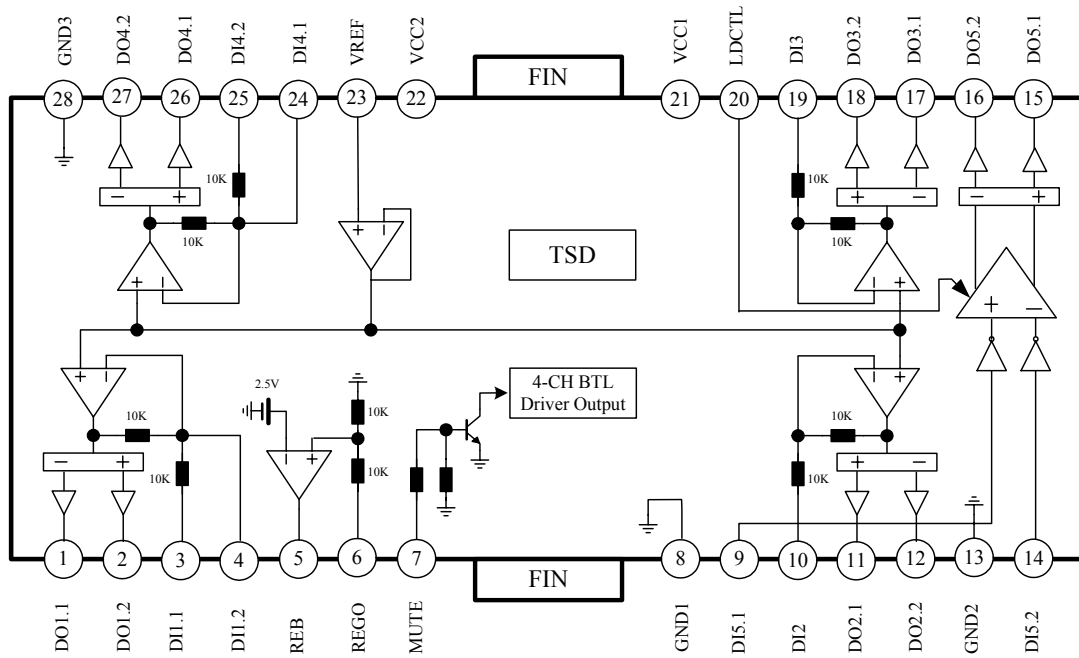 GND3
DO4.2
DO4.1
DI4.2
DI4.1
VREF
VCC2
VCC1
LDCTL
DI3
DO3.2
DO3.1
DO5.2
DO5.1
FIN
28
27
26
25
24
23
22
21
20
19
18
17
16
15
10K
10K
− +
+ −
+ −
TSD
10K
10K
+ −
− +
− +
+ −
+ −
10K
10K
− +
2.5V
− +
10K
10K
4-CH BTL
Driver Output
− +
10K
10K
+ −
1
2
3
4
5
6
7
8
9
10
11
12
13
14
FIN
DO1.1
DO1.2
DI1.1
DI1.2
REB
REGO
MUTE
GND1
DI5.1
DI2
DO2.1
DO2.2
GND2
DI5.2